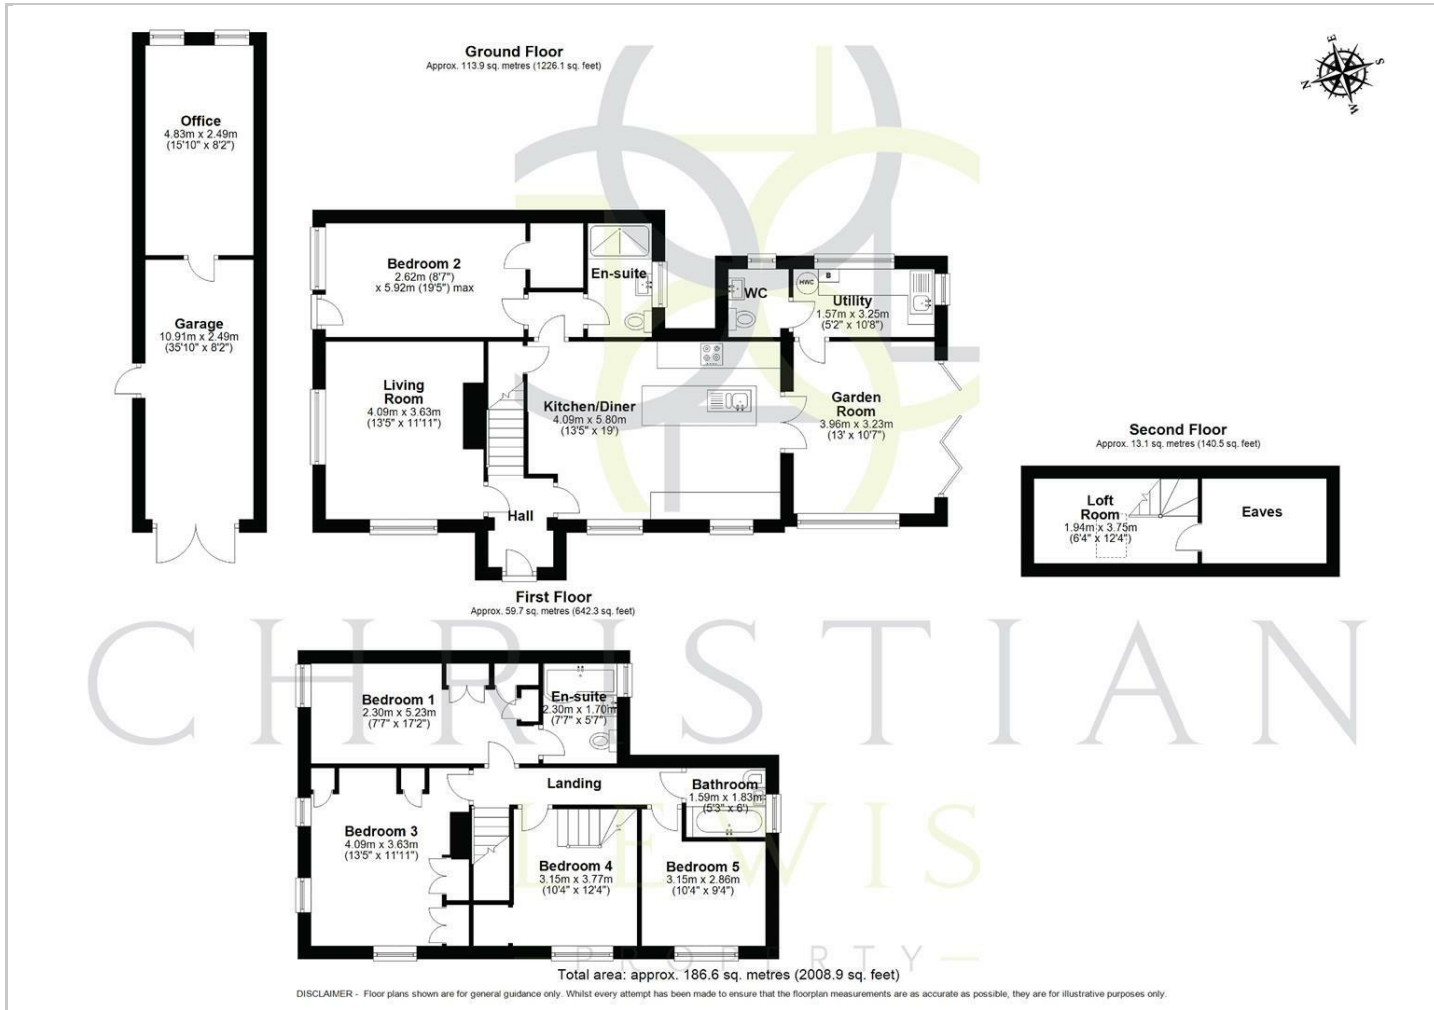 Ground Floor
Approx. 113.9 sq. metres (1226.1 sq. feet)
E
S
N
W
Office
4.83m x 2.49m
(15'10" x 8'2")
Garage
10.91m x 2.49m
(35'10" x 8'2")
Bedroom 2
2.62m (8'7")
x 5.92m (19'5") max
En-suite
WC
HWC
Utility
1.57m x 3.25m
(5'2" x 10'8")
Living
Room
4.09m x 3.63m
(13'5" x 11'11")
Kitchen/Diner
4.09m x 5.80m
(13'5" x 19')
Garden
Room
3.96m x 3.23m
(13' x 10'7")
Hall
Second Floor
Approx. 13.1 sq. metres (140.5 sq. feet)
Loft
Room
1.94m x 3.75m
(6'4" x 12'4")
Eaves
First Floor
Approx. 59.7 sq. metres (642.3 sq. feet)
CHRISTIAN
LEWIS
PROPERTY
Bedroom 1
2.30m x 5.23m
(7'7" x 17'2")
En-suite
2.30m x 1.70m
(7'7" x 5'7")
Landing
Bathroom
1.59m x 1.83m
(5'3" x 6')
Bedroom 3
4.09m x 3.63m
(13'5" x 11'11")
Bedroom 4
3.15m x 3.77m
(10'4" x 12'4")
Bedroom 5
3.15m x 2.86m
(10'4" x 9'4")
Total area: approx. 186.6 sq. metres (2008.9 sq. feet)
DISCLAIMER - Floor plans shown are for general guidance only. Whilst every attempt has been made to ensure that the floorplan measurements are as accurate as possible, they are for illustrative purposes only.